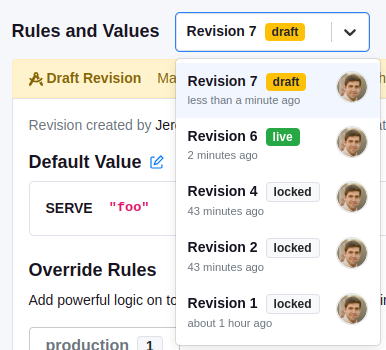 Rules and Values
Revision 7 draft
Draft Revision Ma
Revision 7 draft
less than a minute ago
Revision created by Jer
Revision 6 live
2 minutes ago
Default Value
Revision 4 locked
43 minutes ago
SERVE "foo"
Revision 2 locked
43 minutes ago
Override Rules
Add powerful logic on to
Revision 1 locked
about 1 hour ago
production 1